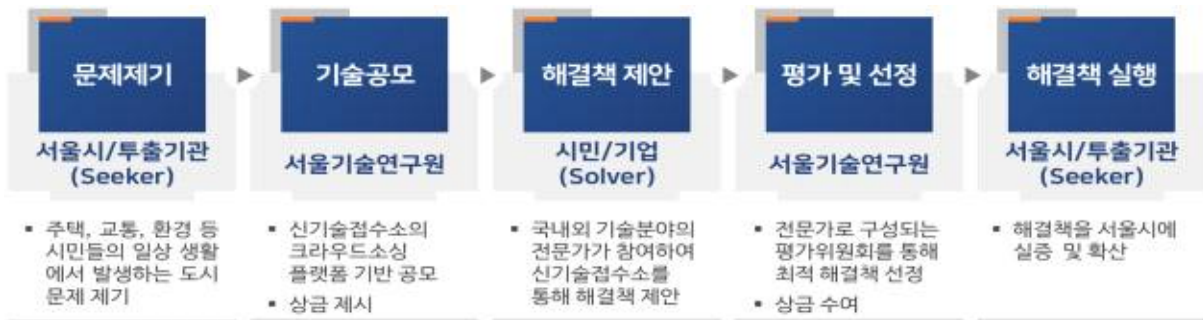 문제제기
서울시/투출기관
(Seeker)
▪ 주택, 교통, 환경 등
시민들의 일상 생활
에서 발생하는 도시
문제 제기
기술공모
서울기술연구원
▪ 신기술접수소의
크라우드소싱
플랫폼 기반 공모
▪ 상금 제시
해결책 제안
시민/기업
(Solver)
▪ 국내외 기술분야의
전문가가 참여하여
신기술접수소를
통해 해결책 제안
평가 및 선정
서울기술연구원
▪ 전문가로 구성되는
평가위원회를 통해
최적 해결책 선정
▪ 상금 수여
해결책 실행
서울시/투출기관
(Seeker)
▪ 해결책을 서울시에
실증 및 확산